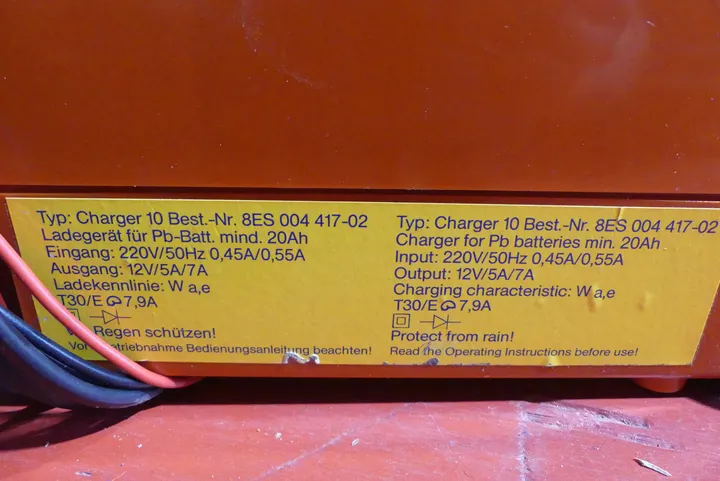 Typ: Charger 10 Best.-Nr. 8ES 004 417-02
Ladegerät für Pb-Batt. mind. 20Ah
Eingang: 220V/50Hz 0,45A/0,55A
Ausgang: 12V/5A/7A
Ladekennlinie: W a,e
T30/E 7,9A
Regen schützen!
Vor Bedienungsanleitung beachten!
Typ: Charger 10 Best.-Nr. 8ES 004 417-02
Charger for Pb batteries min. 20Ah
Input: 220V/50Hz 0,45A/0,55A
Output: 12V/5A/7A
Charging characteristic: W a,e
T30/E 7,9A
Protect from rain!
Read the Operating Instructions before use!